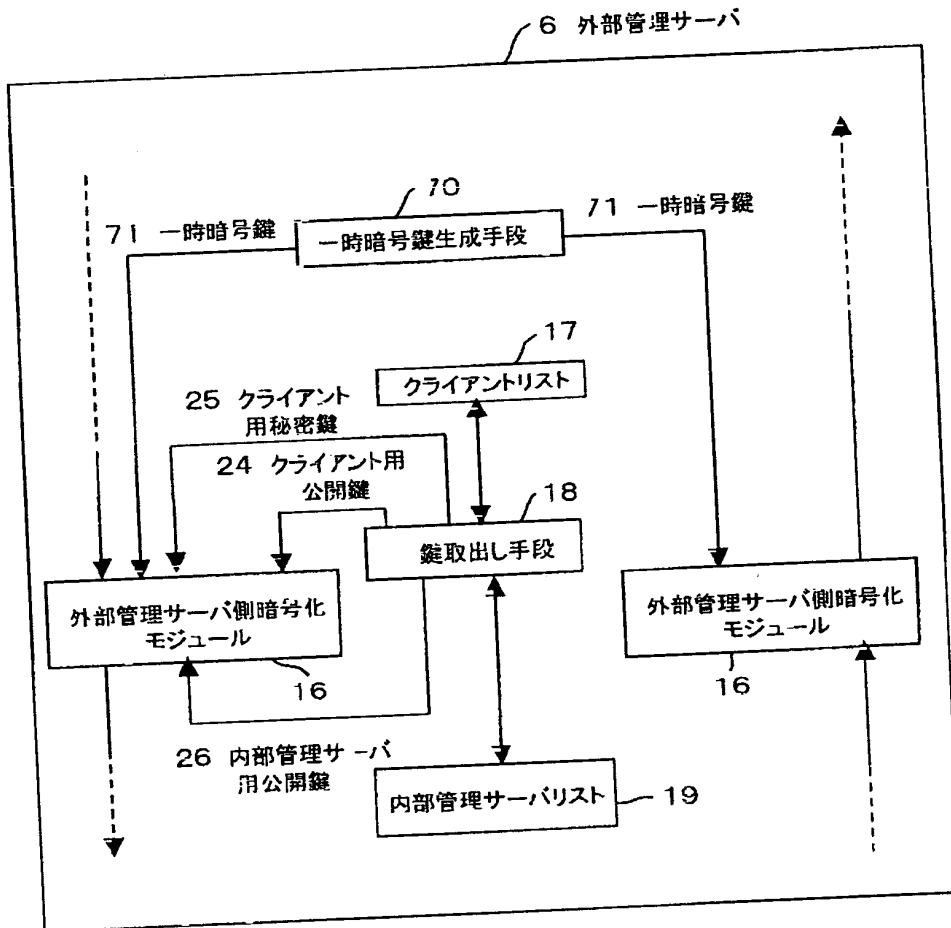 6 外部管理サーバ
70
71 一時暗号鍵
71 一時暗号鍵
一時暗号鍵生成手段
17
クライアントリスト
25 クライアント
用秘密鍵
24 クライアント用
公開鍵
18
鍵取出し手段
外部管理サーバ側暗号化
モジュール
16
外部管理サーバ側暗号化
モジュール
16
26 内部管理サーバ
用公開鍵
内部管理サーバリスト
19